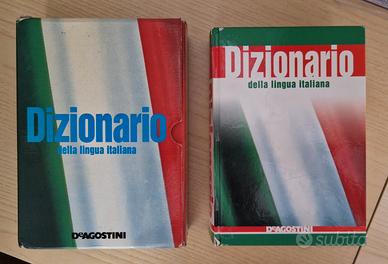 Dizionario
della lingua italiana
DEAGOSTINI
Dizionario
della lingua italiana
DEAGOSTINI
subito